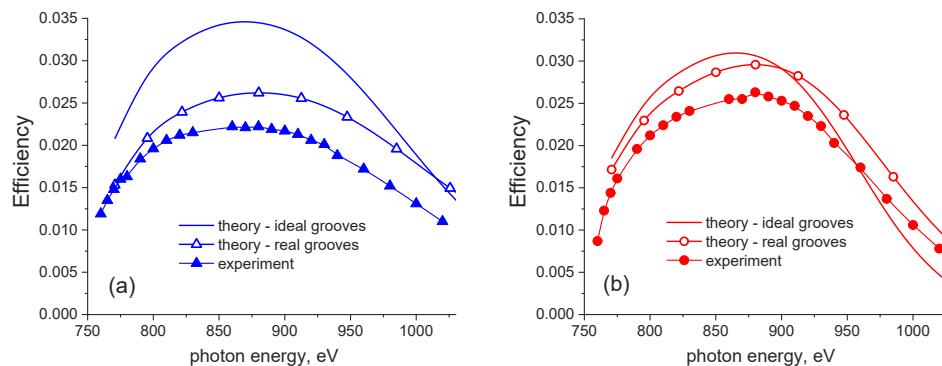 0.035
0.030
0.025
0.020
0.015
0.010
0.005
0.000
Efficiency
theory - ideal grooves
theory - real grooves
experiment
(a)
750 800 850 900 950 1000
photon energy, eV
0.035
0.030
0.025
0.020
0.015
0.010
0.005
0.000
Efficiency
theory - ideal grooves
theory - real grooves
experiment
(b)
750 800 850 900 950 1000
photon energy, eV